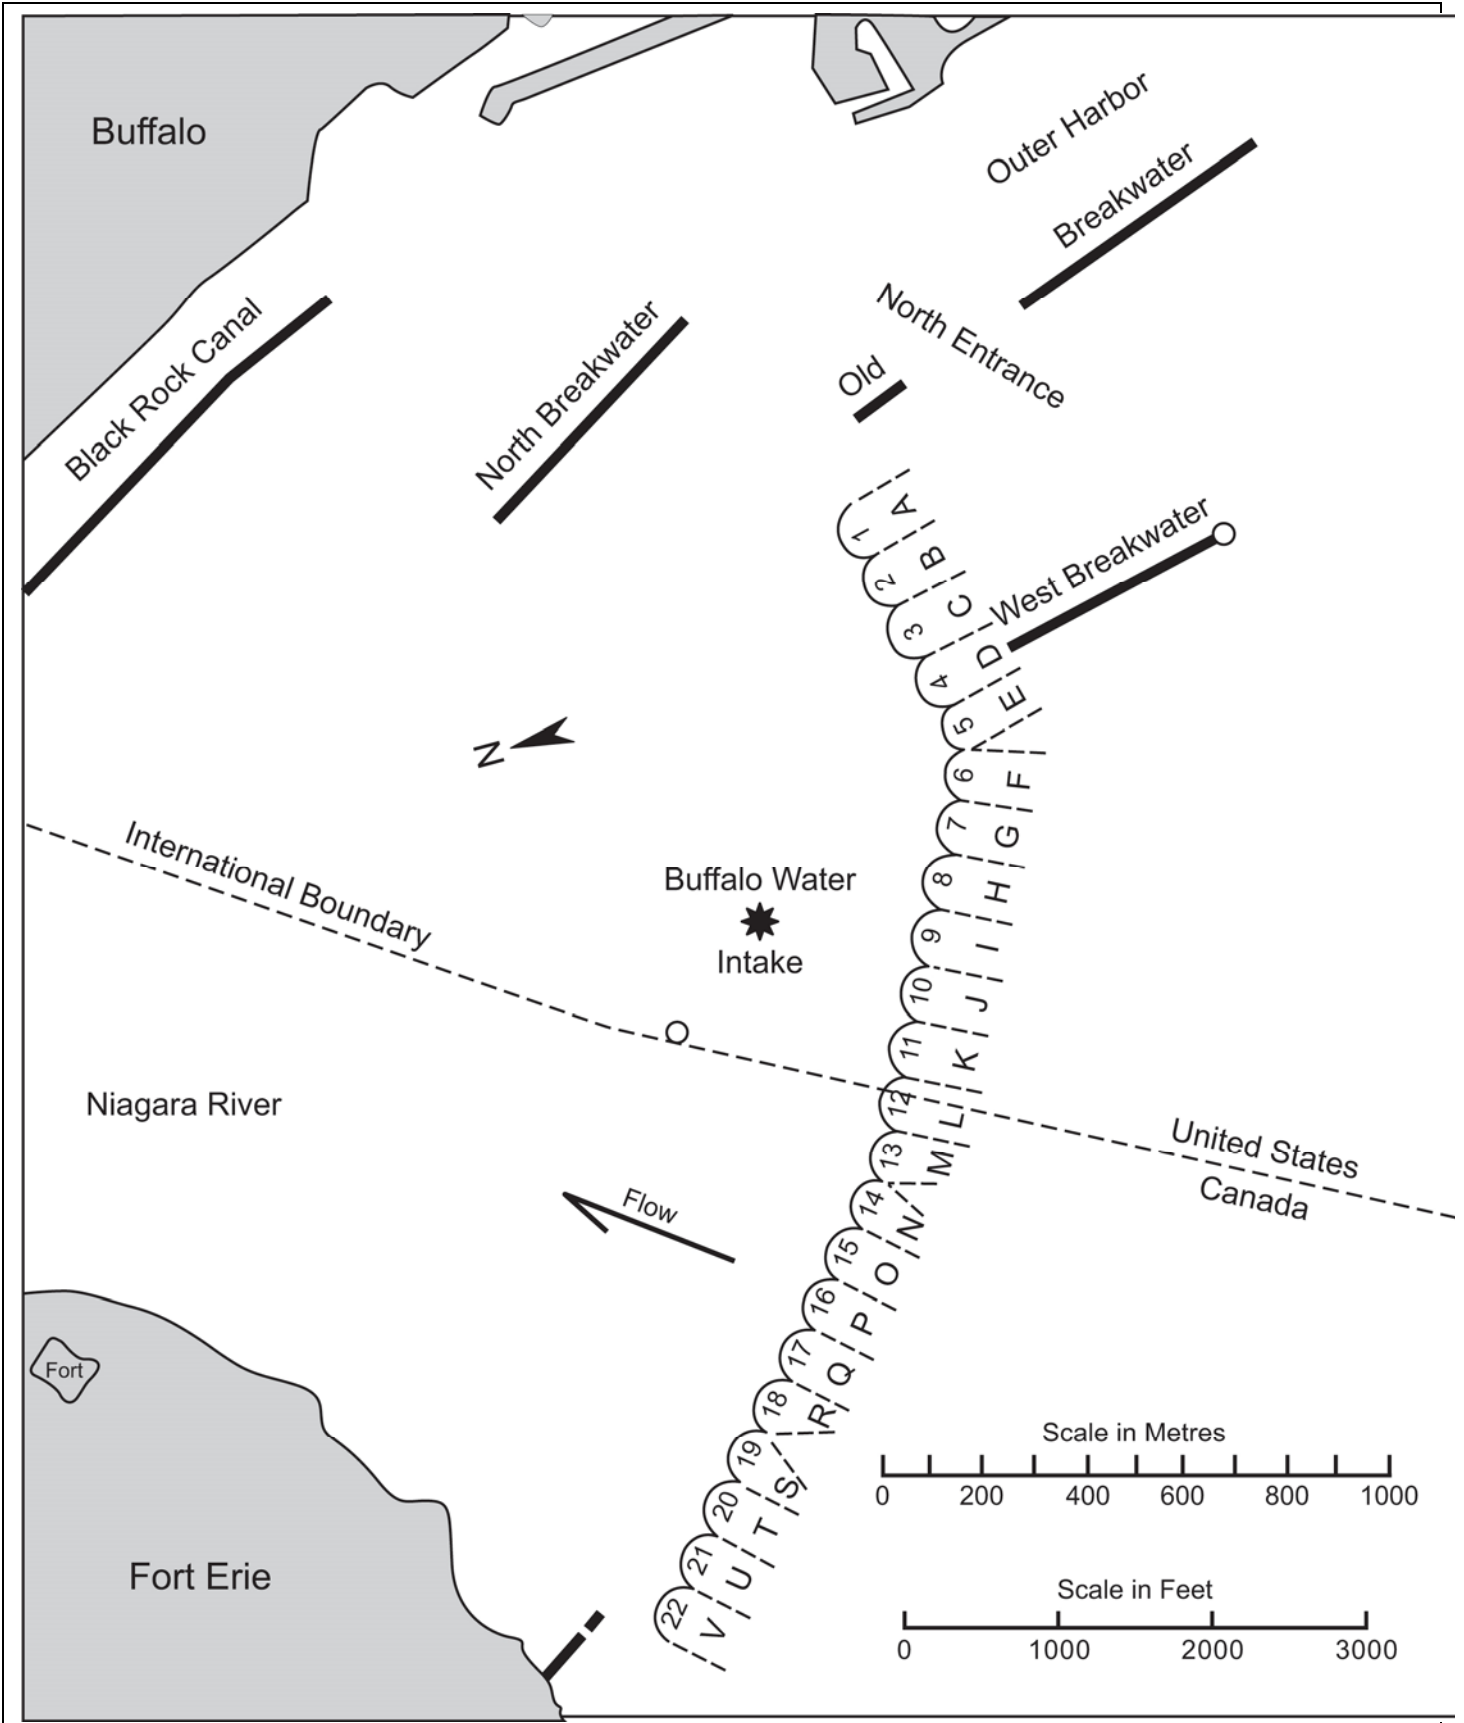 Buffalo
Outer Harbor
Breakwater
Black Rock Canal
North Breakwater
North Entrance
Old
West Breakwater
1 A
2 B
3 C
4 D
5 E
6 F
7 G
8 H
9 I
10 J
11 K
12 L
13 M
14 N
15 O
16 P
17 Q
18 R
19 S
20 T
21 U
22 V
N
International Boundary
Buffalo Water
Intake
Niagara River
United States
Canada
Flow
Fort
Fort Erie
Scale in Metres
0 200 400 600 800 1000
Scale in Feet
0 1000 2000 3000